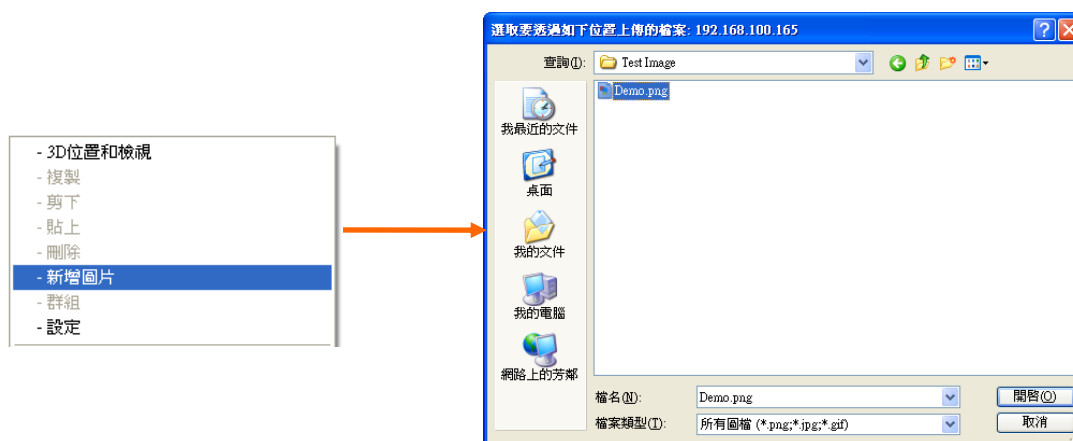 - 3D位置和檢視
- 複製
- 剪下
- 貼上
- 刪除
- 新增圖片
- 群組
- 設定
選取要透過如下位置上傳的檔案: 192.168.100.165
查詢(I):
Test Image
Demo.png
我最近的文件
桌面
我的文件
我的電腦
網路上的芳鄰
檔名(N):
Demo.png
開啓(O)
檔案類型(T):
所有圖檔 (*.png;*.jpg;*.gif)
取消